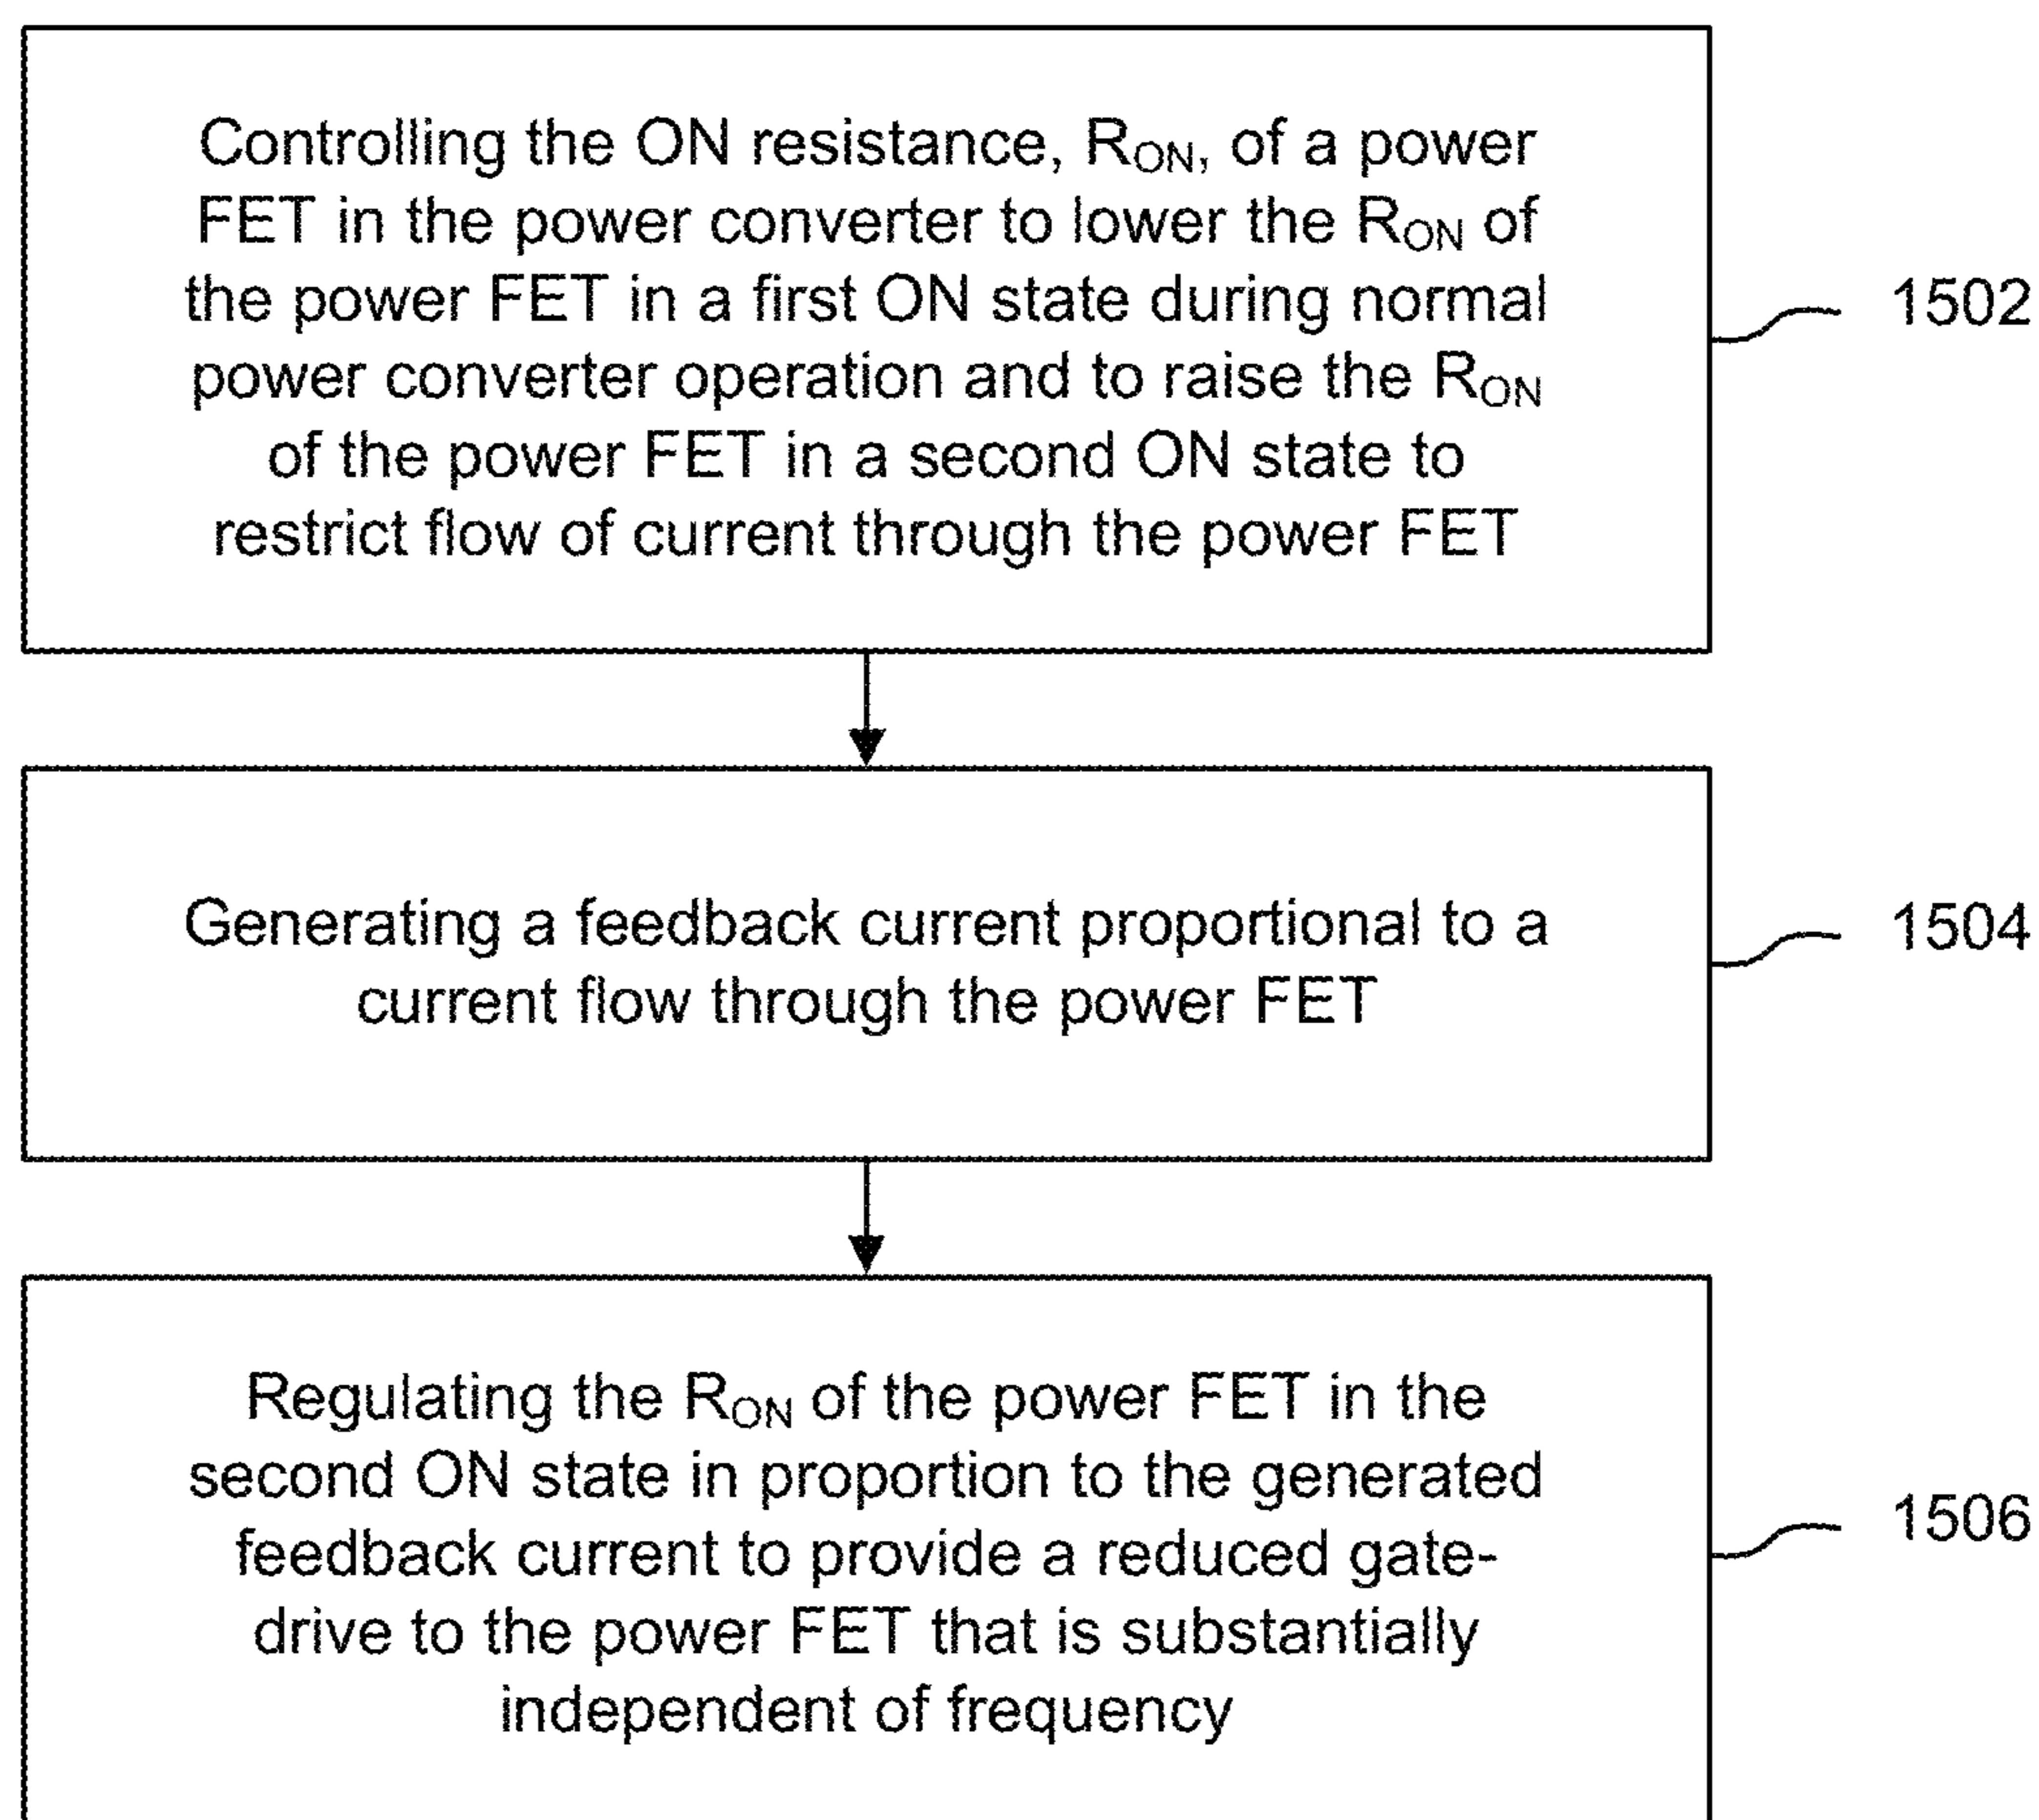 Controlling the ON resistance, RON, of a power
FET in the power converter to lower the RON of
the power FET in a first ON state during normal
power converter operation and to raise the RON
of the power FET in a second ON state to
restrict flow of current through the power FET
1502
Generating a feedback current proportional to a
current flow through the power FET
1504
Regulating the RON of the power FET in the
second ON state in proportion to the generated
feedback current to provide a reduced gate-
drive to the power FET that is substantially
independent of frequency
1506